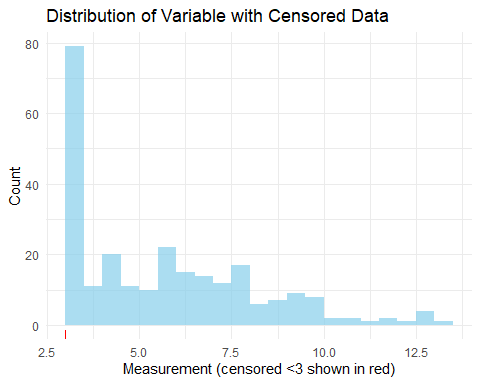 Distribution of Variable with Censored Data
80
60
40
20
0
Count
2.5 5.0 7.5 10.0 12.5
Measurement (censored <3 shown in red)